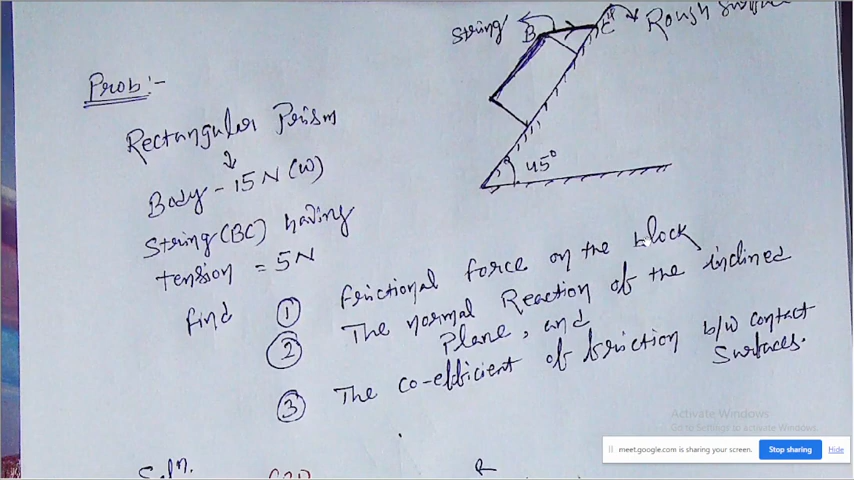 String
B
C
Rough
Prob:-
45°
Rectangular Prism
Body - 15 N (W)
String (BC) having
tension = 5N
find
① frictional force on the block
② The normal Reaction of the inclined
Plane, and
③ The co-efficient of friction b/w contact
Surfaces.
Activate Windows
Go to Settings to activate Windows.
meet.google.com is sharing your screen.
Stop sharing
Hide
Soln.
R